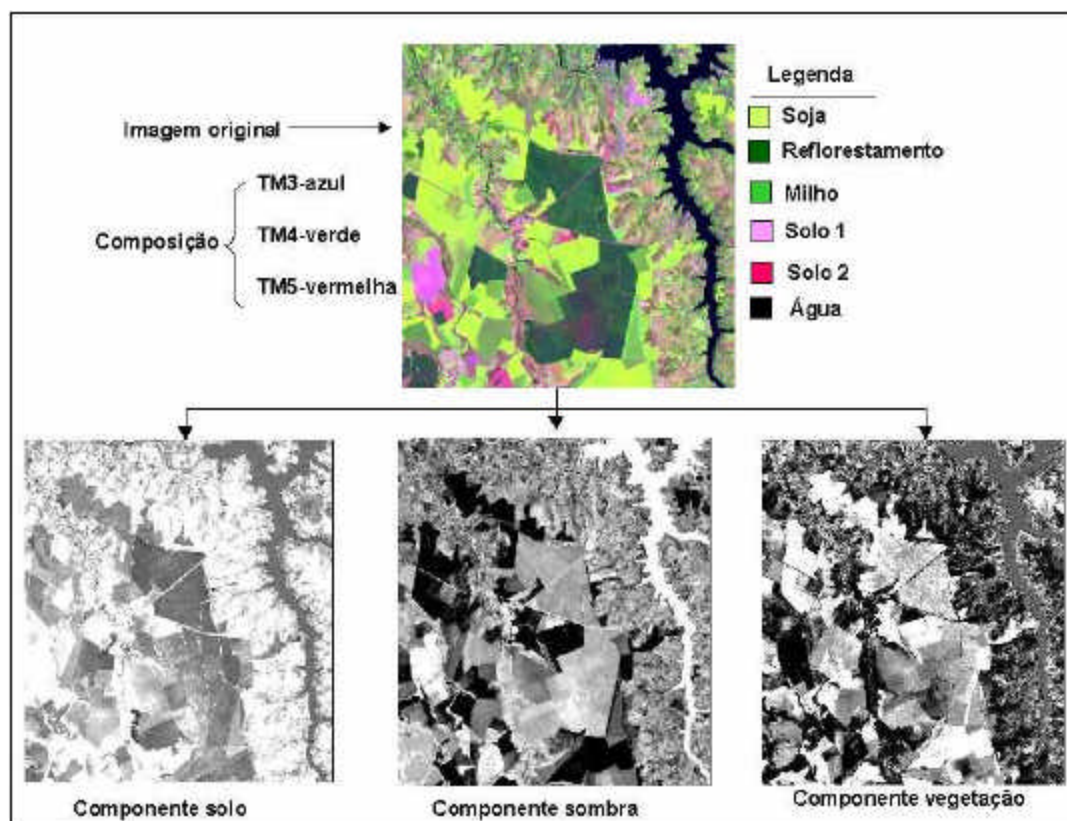 Imagem original
Composição
TM3-azul
TM4-verde
TM5-vermelha
Legenda
Soja
Reflorestamento
Milho
Solo 1
Solo 2
Água
Componente solo
Componente sombra
Componente vegetação